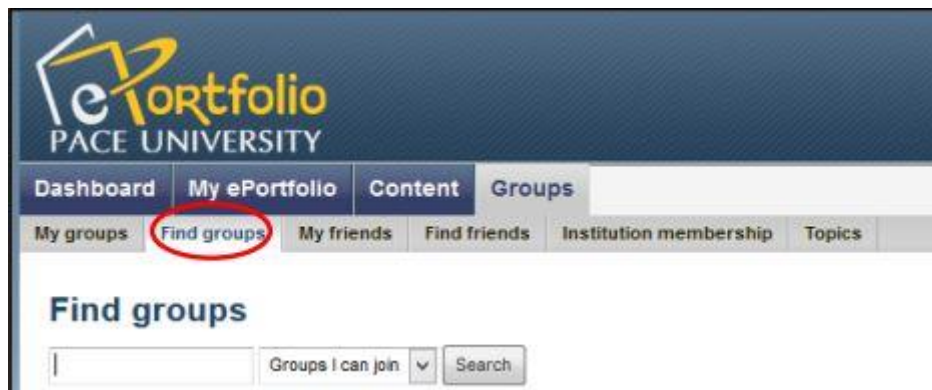 ePortfolio
PACE UNIVERSITY
Dashboard My ePortfolio Content Groups
My groups Find groups My friends Find friends Institution membership Topics
Find groups
Groups I can join Search